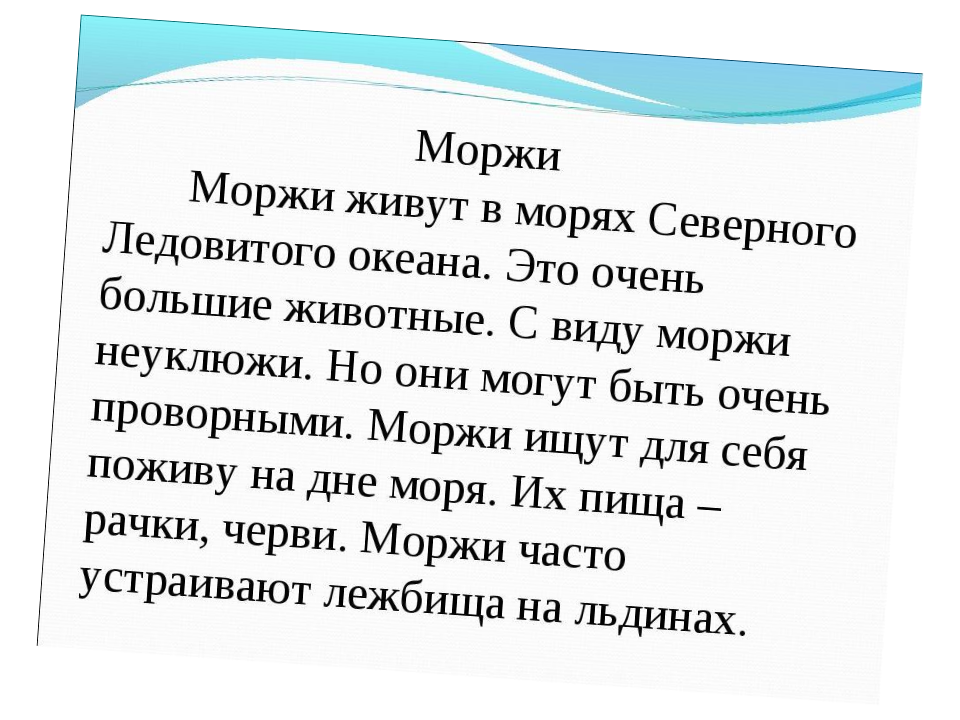 Моржи
Моржи живут в морях Северного
Ледовитого океана. Это очень
большие животные. С виду моржи
неуклюжи. Но они могут быть очень
проворными. Моржи ищут для себя
поживу на дне моря. Их пища –
рачки, черви. Моржи часто
устраивают лежбища на льдинах.